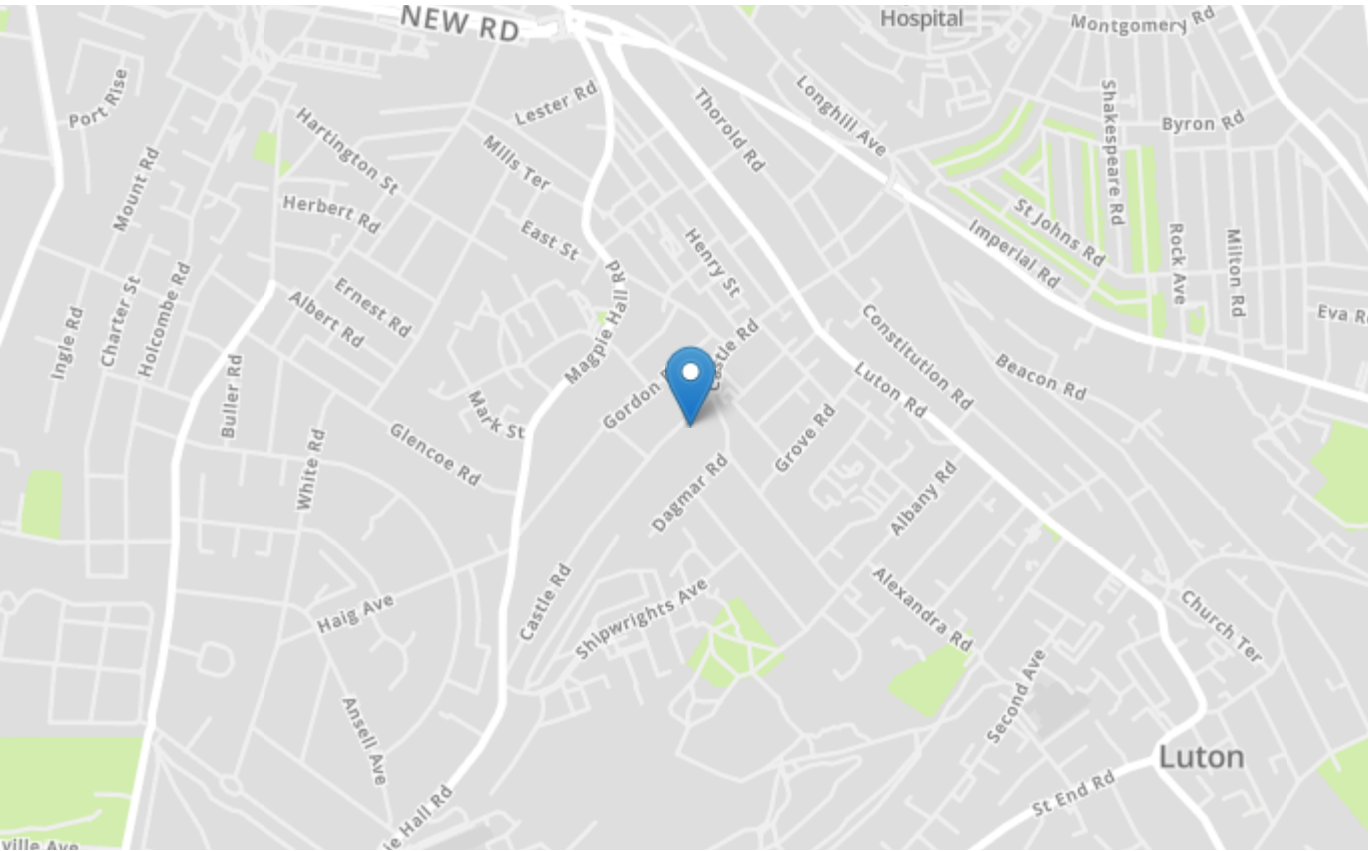 NEW RD
Hospital
Montgomery Rd
Port Rise
Lester Rd
Longhill Ave
Thorold Rd
Shakespeare Rd
Byron Rd
Hartington St
Mills Ter
Mount Rd
Herbert Rd
East St
Henry St
St Johns Rd
Imperial Rd
Rock Ave
Milton Rd
Charter St
Holcombe Rd
Ingle Rd
Ernest Rd
Albert Rd
Magpie Hall Rd
Castle Rd
Constitution Rd
Eva
Buller Rd
Gordon
Luton Rd
Beacon Rd
Mark St
Glencoe Rd
White Rd
Grove Rd
Dagmar Rd
Albany Rd
Castle Rd
Shipwrights Ave
Haig Ave
Alexandra Rd
Church Ter
Second Ave
Ansell Ave
Luton
St End Rd
ie Hall Rd
ville Ave